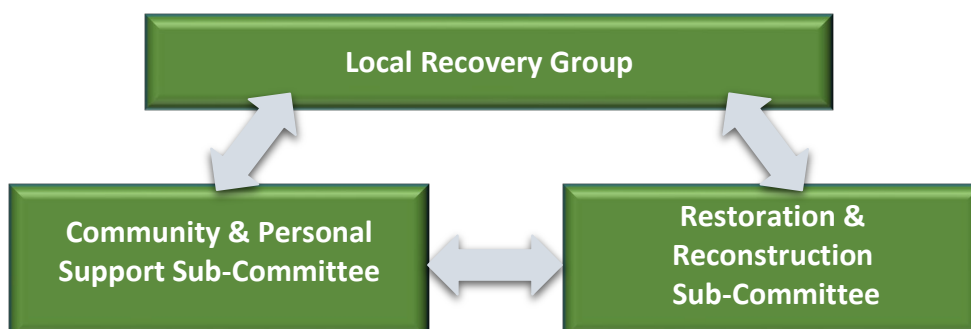 Local Recovery Group
Community & Personal
Support Sub-Committee
Restoration &
Reconstruction
Sub-Committee